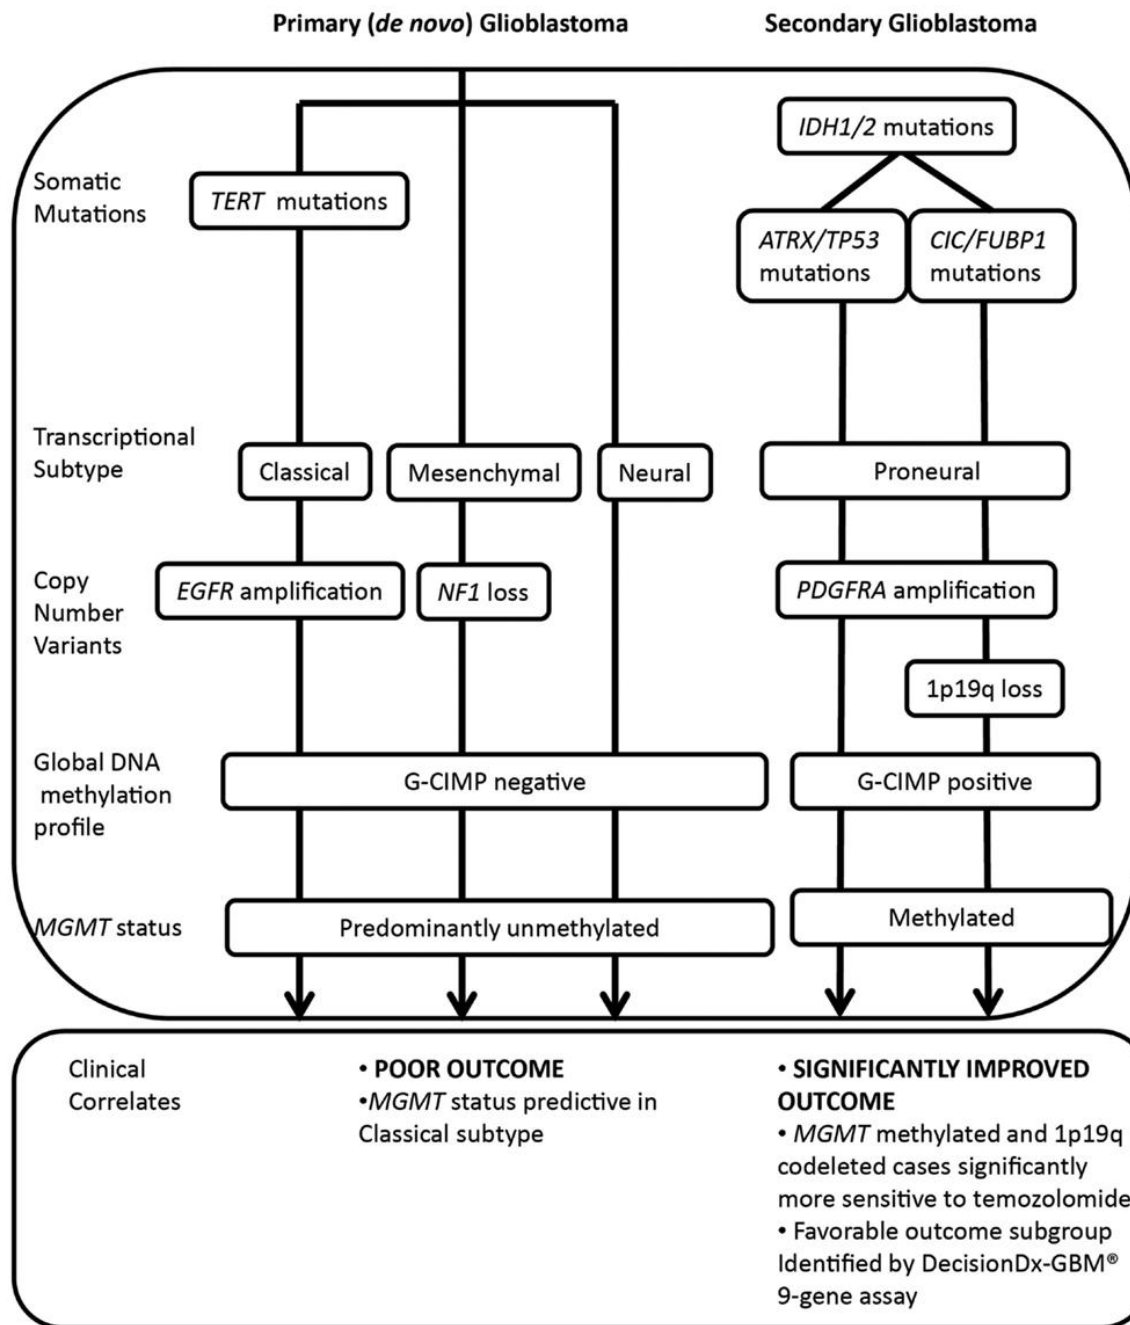 Primary (de novo) Glioblastoma
Secondary Glioblastoma
Somatic
Mutations
TERT mutations
IDH1/2 mutations
ATRX/TP53
mutations
CIC/FUBP1
mutations
Transcriptional
Subtype
Classical
Mesenchymal
Neural
Proneural
Copy
Number
Variants
EGFR amplification
NF1 loss
PDGFRA amplification
1p19q loss
Global DNA
methylation
profile
G-CIMP negative
G-CIMP positive
MGMT status
Predominantly unmethylated
Methylated
Clinical
Correlates
• POOR OUTCOME
•MGMT status predictive in
Classical subtype
• SIGNIFICANTLY IMPROVED
OUTCOME
• MGMT methylated and 1p19q
codeleted cases significantly
more sensitive to temozolomide
• Favorable outcome subgroup
Identified by DecisionDx-GBM®
9-gene assay